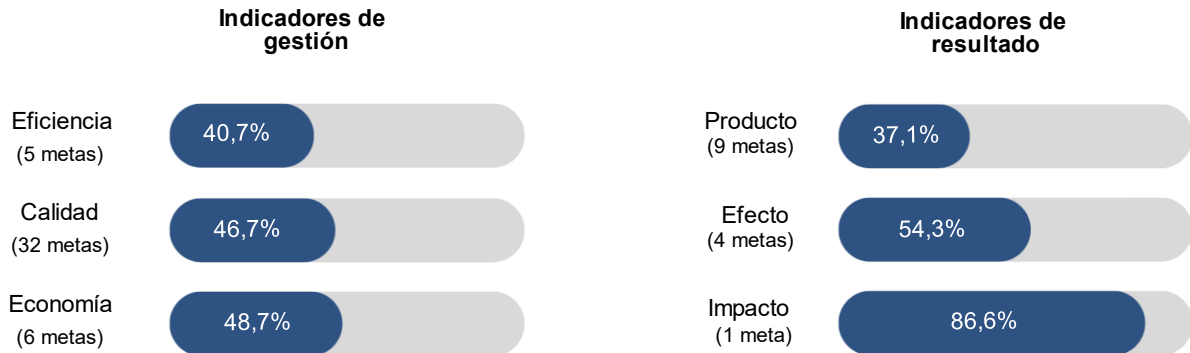 Indicadores de
gestión
Eficiencia
(5 metas)
40,7%
Calidad
(32 metas)
46,7%
Economía
(6 metas)
48,7%
Indicadores de
resultado
Producto
(9 metas)
37,1%
Efecto
(4 metas)
54,3%
Impacto
(1 meta)
86,6%